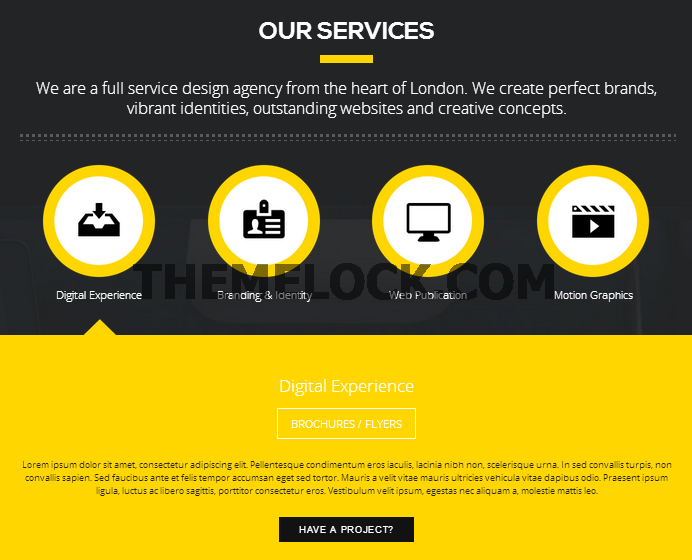 OUR SERVICES
We are a full service design agency from the heart of London. We create perfect brands,
vibrant identities, outstanding websites and creative concepts.
THEMELOCK.COM
Digital Experience
Branding & Identity
Web Publication
Motion Graphics
Digital Experience
BROCHURES / FLYERS
Lorem ipsum dolor sit amet, consectetur adipiscing elit. Pellentesque condimentum eros iaculis, lacinia nibh non, scelerisque urna. In sed convallis turpis, non
convallis sapien. Sed faucibus ante et felis tempor accumsan eget sed tortor. Mauris a velit vitae mauris ultricies vehicula vitae dapibus odio. Praesent ipsum
ligula, luctus ac libero sagittis, porttitor consectetur eros. Vestibulum velit ipsum, egestas nec aliquam a, molestie mattis leo.
HAVE A PROJECT?